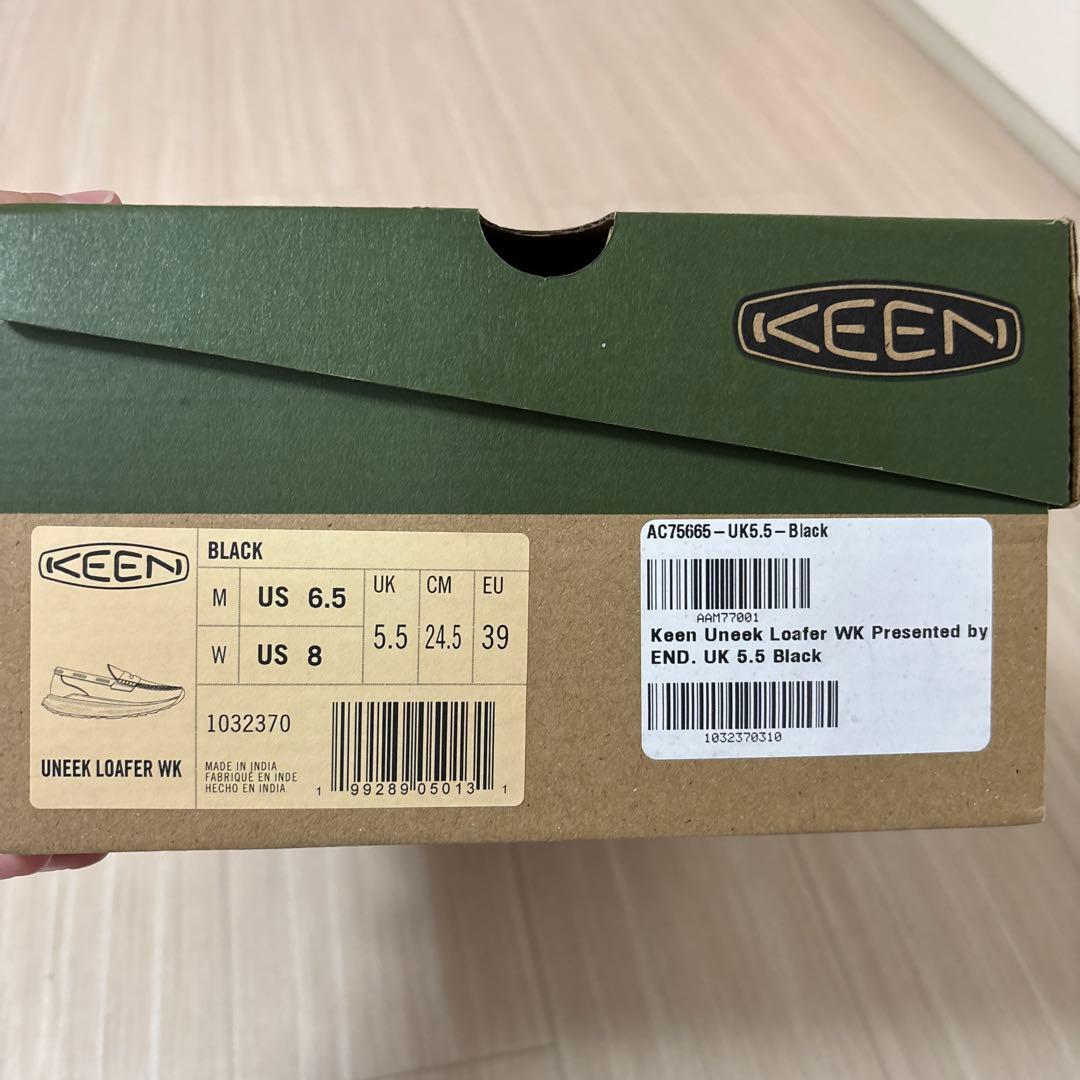 KEEN
KEEN
BLACK
M US 6.5
W US 8
UK CM EU
5.5 24.5 39
1032370
UNEEK LOAFER WK
MADE IN INDIA
FABRIQUÉ EN INDE
HECHO EN INDIA
1 99289 05013 1
AC75665-UK5.5-Black
AAM77001
Keen Uneek Loafer WK Presented by
END. UK 5.5 Black
1032370310